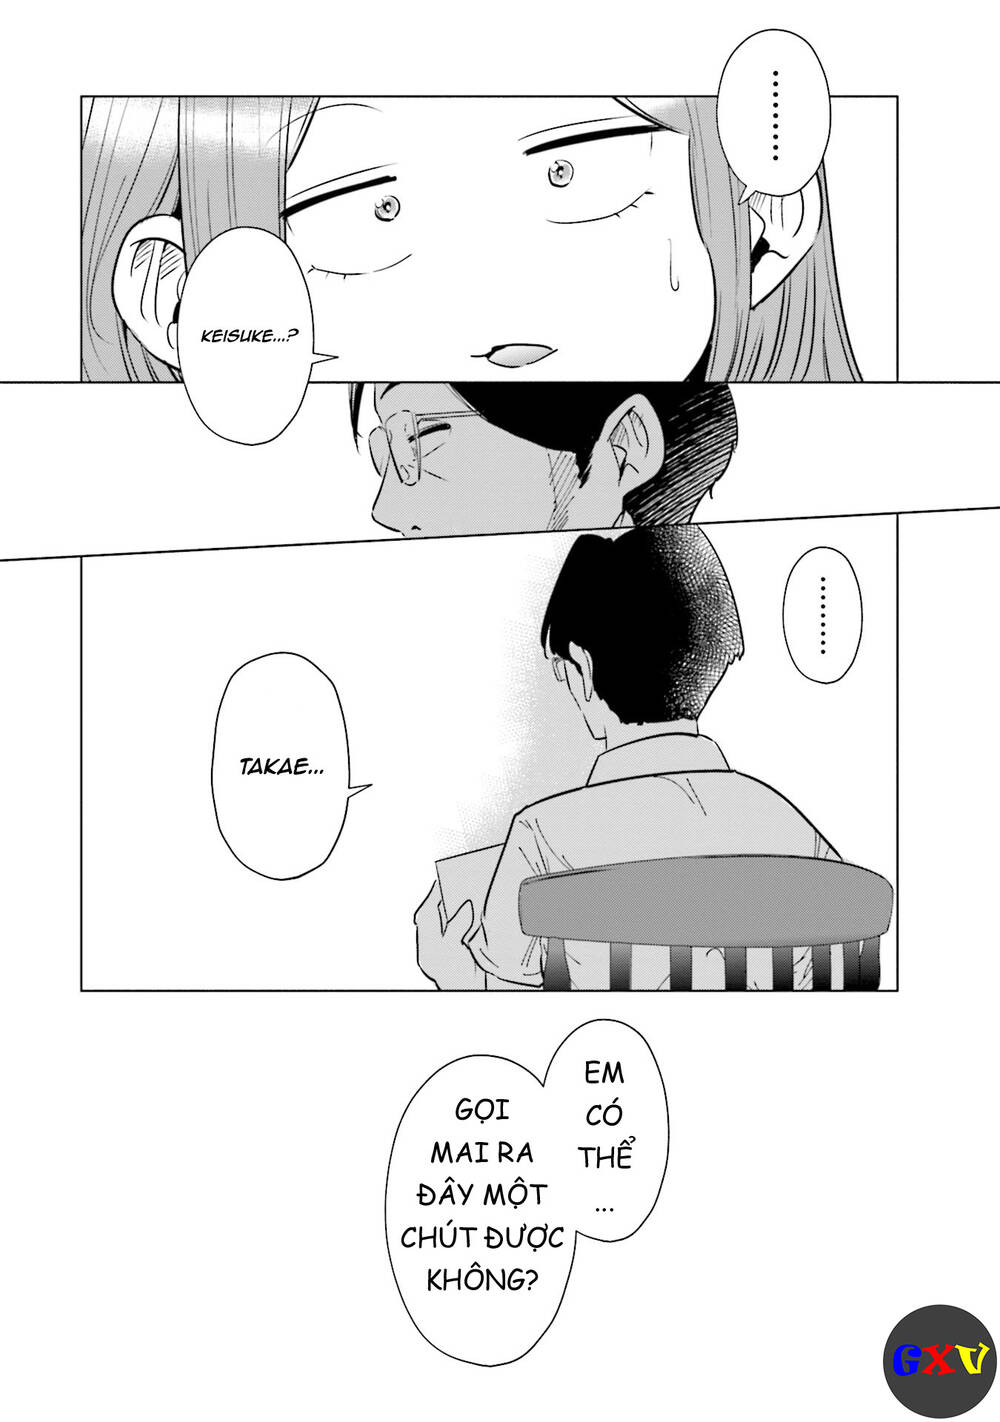 ..........
KEISUKE...?
..........
TAKAE...
EM
CÓ
THỂ
...
GỌI
MAI RA
ĐÂY MỘT
CHÚT ĐƯỢC
KHÔNG?
GXV